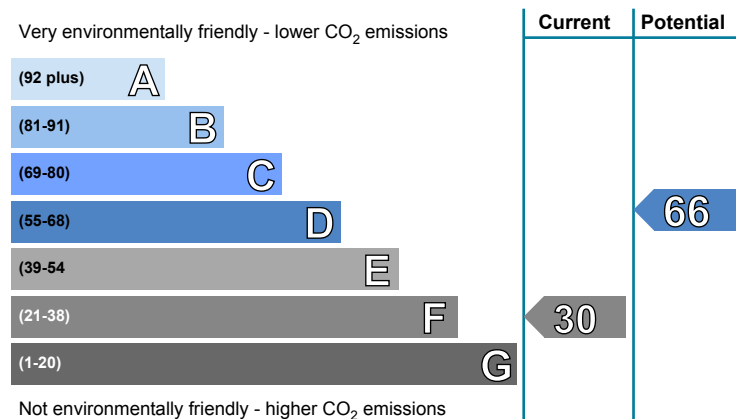 Very environmentally friendly - lower CO2 emissions
Current
Potential
(92 plus) A
(81-91) B
(69-80) C
(55-68) D
66
(39-54 E
(21-38) F
30
(1-20) G
Not environmentally friendly - higher CO2 emissions